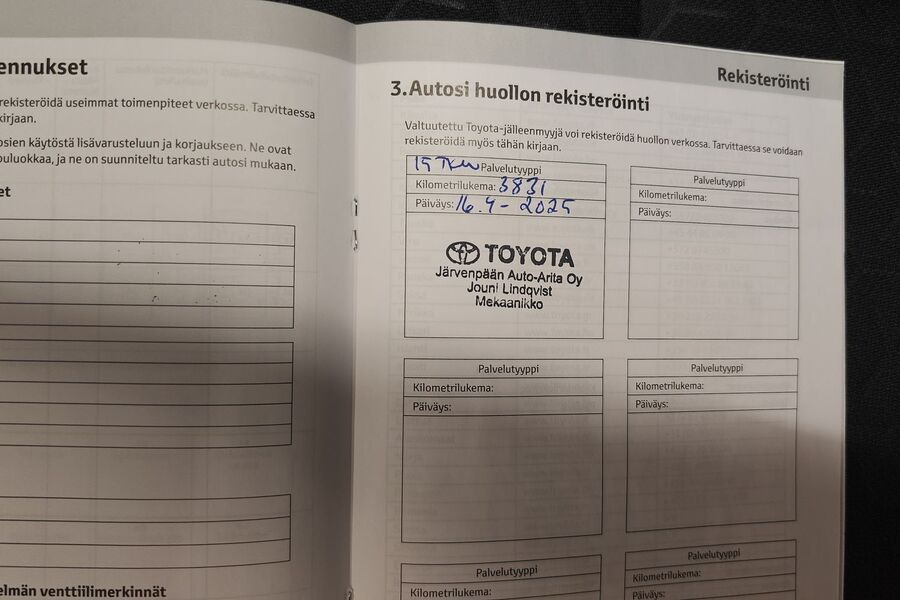 ennukset
rekisteröidä useimmat toimenpiteet verkossa. Tarvittaessa
kirjaan.
osien käytöstä lisävarusteluun ja korjaukseen. Ne ovat
puluokkaa, ja ne on suunniteltu tarkasti autosi mukaan.
et
elmän venttiilimerkinnät
Rekisteröinti
3. Autosi huollon rekisteröinti
Valtuutettu Toyota-jälleenmyyjä voi rekisteröidä huollon verkossa. Tarvittaessa se voidaan
rekisteröidä myös tähän kirjaan.
15 TKM Palvelutyyppi
Kilometrilukema: 3831
Päiväys: 16.4-2025
TOYOTA
Järvenpään Auto-Arita Oy
Jouni Lindqvist
Mekaanikko
Palvelutyyppi
Kilometrilukema:
Päiväys:
Palvelutyyppi
Kilometrilukema:
Päiväys:
Palvelutyyppi
Kilometrilukema:
Päiväys:
Palvelutyyppi
Kilometrilukema:
Palvelutyyppi
Kilometrilukema:
Päiväys: